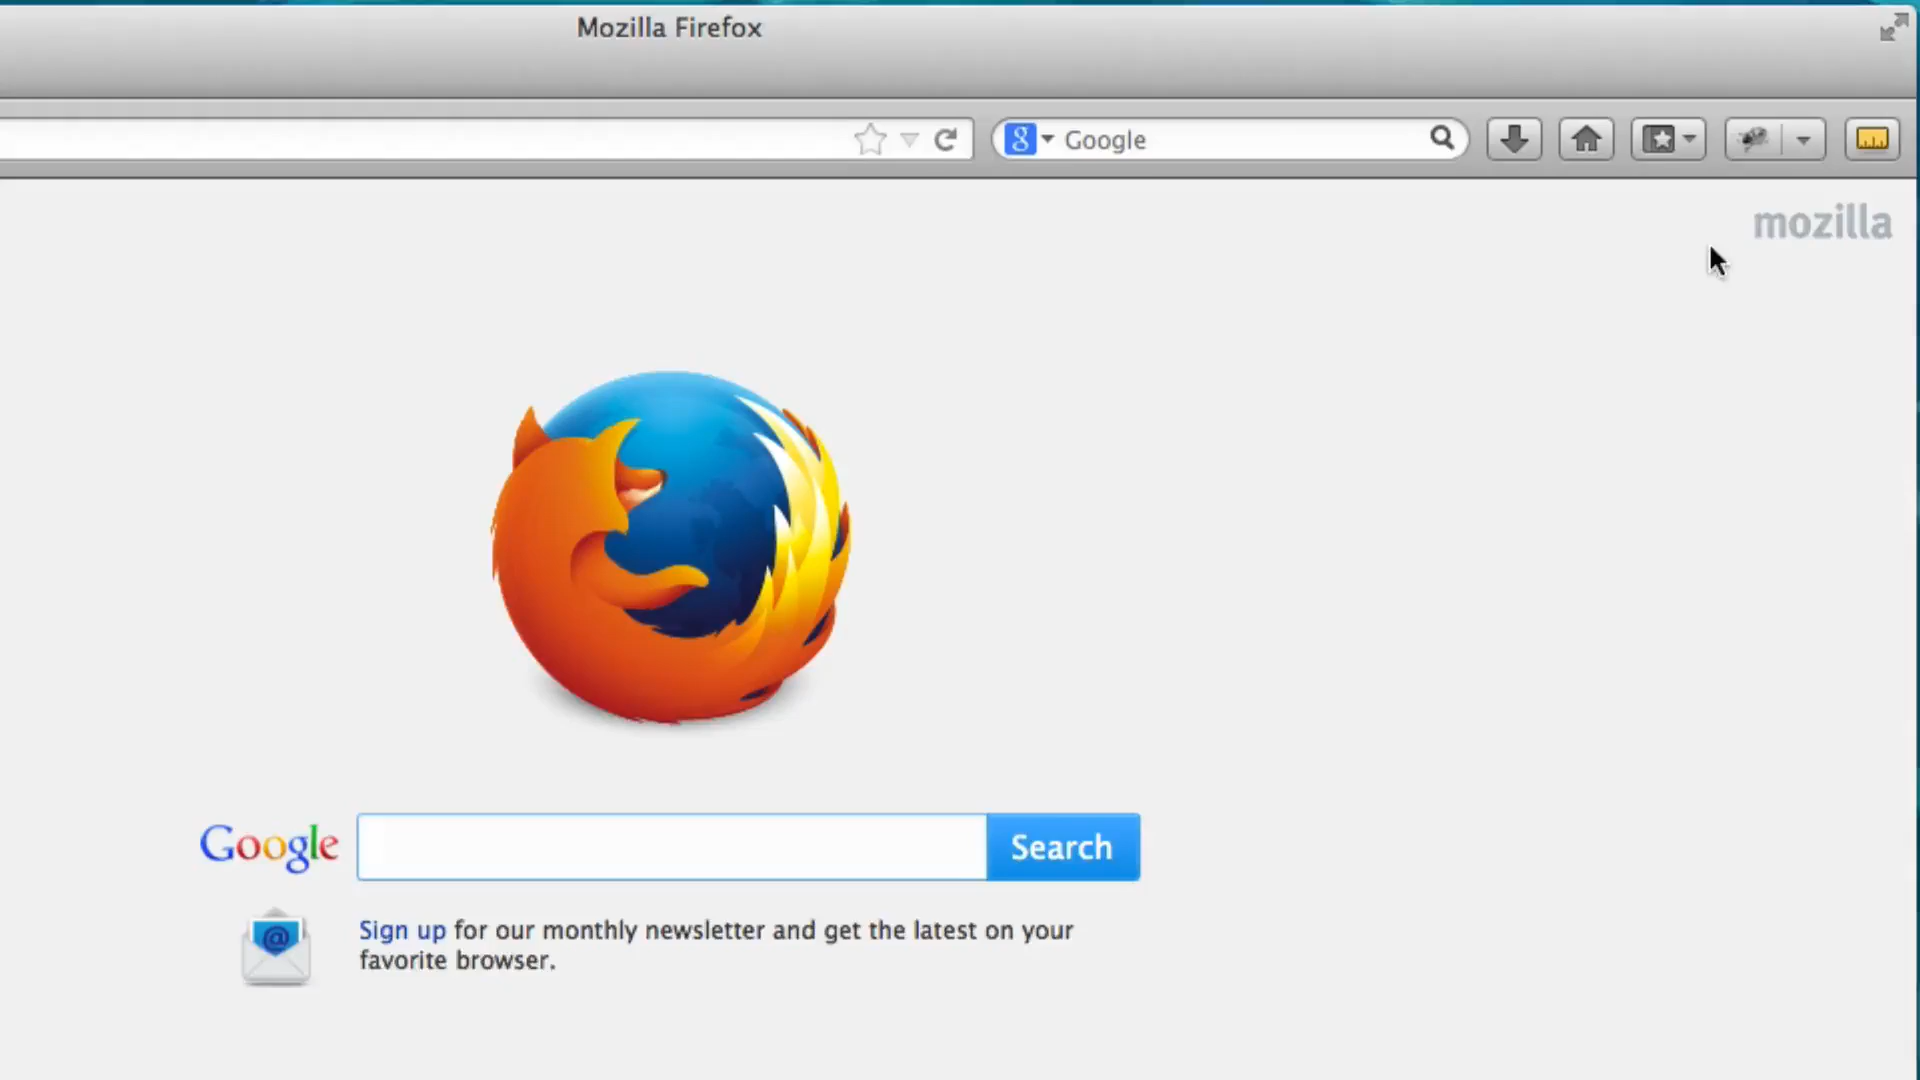 Mozilla Firefox
Google
mozilla
Google
Search
Sign up for our monthly newsletter and get the latest on your
favorite browser.